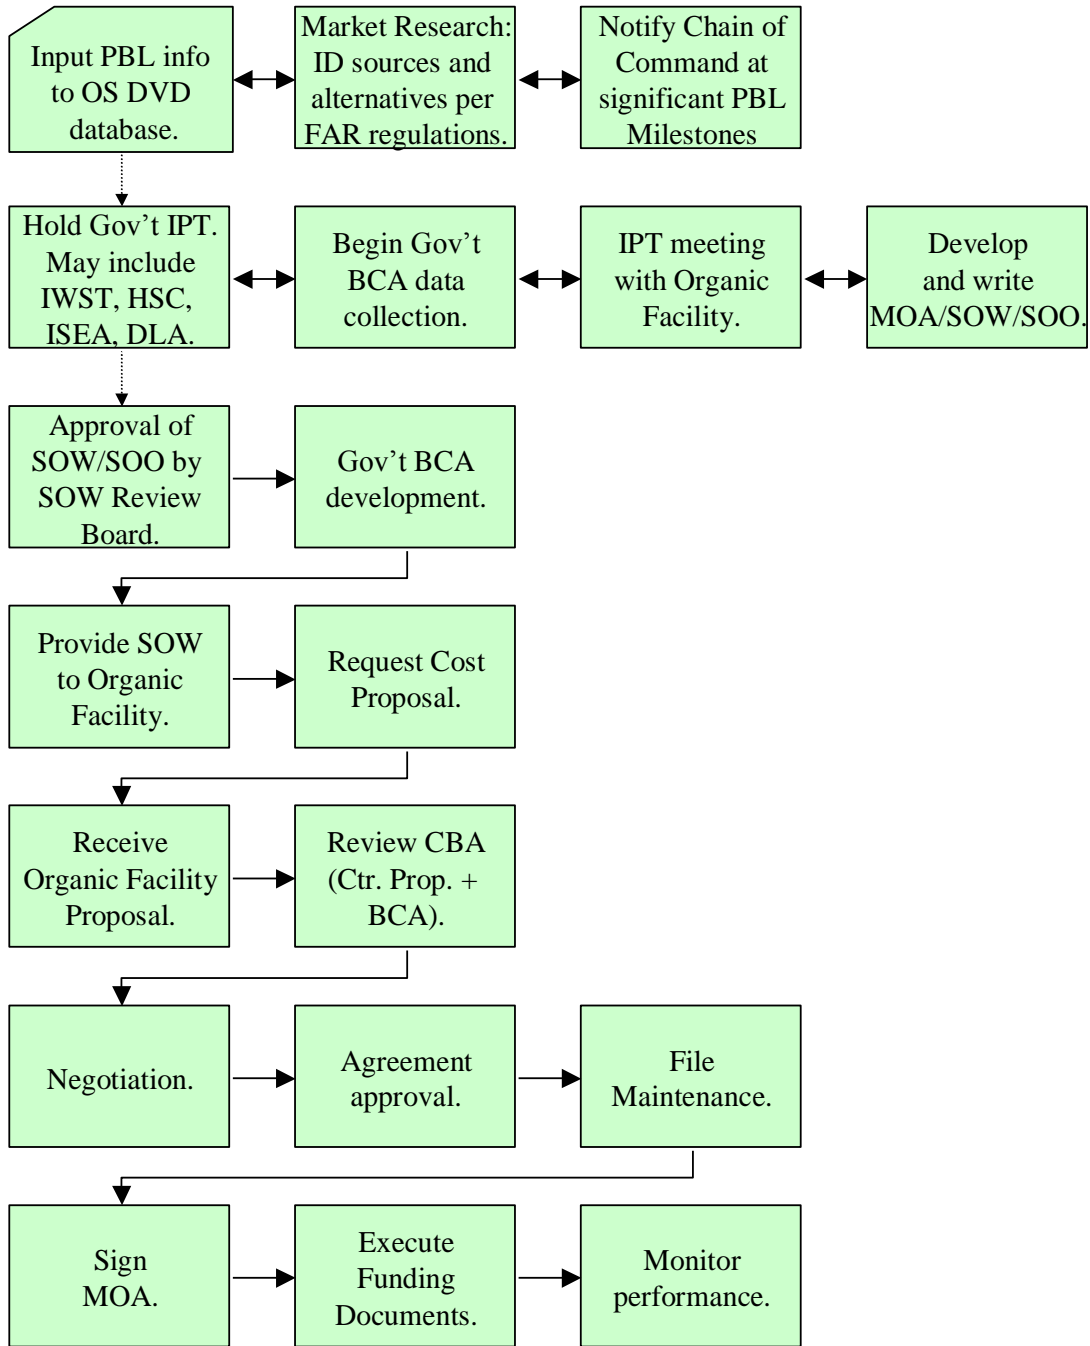 Input PBL info
to OS DVD
database.
Market Research:
ID sources and
alternatives per
FAR regulations.
Notify Chain of
Command at
significant PBL
Milestones
Hold Gov’t IPT.
May include
IWST, HSC,
ISEA, DLA.
Begin Gov’t
BCA data
collection.
IPT meeting
with Organic
Facility.
Develop
and write
MOA/SOW/SOO.
Approval of
SOW/SOO by
SOW Review
Board.
Gov’t BCA
development.
Provide SOW
to Organic
Facility.
Request Cost
Proposal.
Receive
Organic Facility
Proposal.
Review CBA
(Ctr. Prop. +
BCA).
Negotiation.
Agreement
approval.
File
Maintenance.
Sign
MOA.
Execute
Funding
Documents.
Monitor
performance.